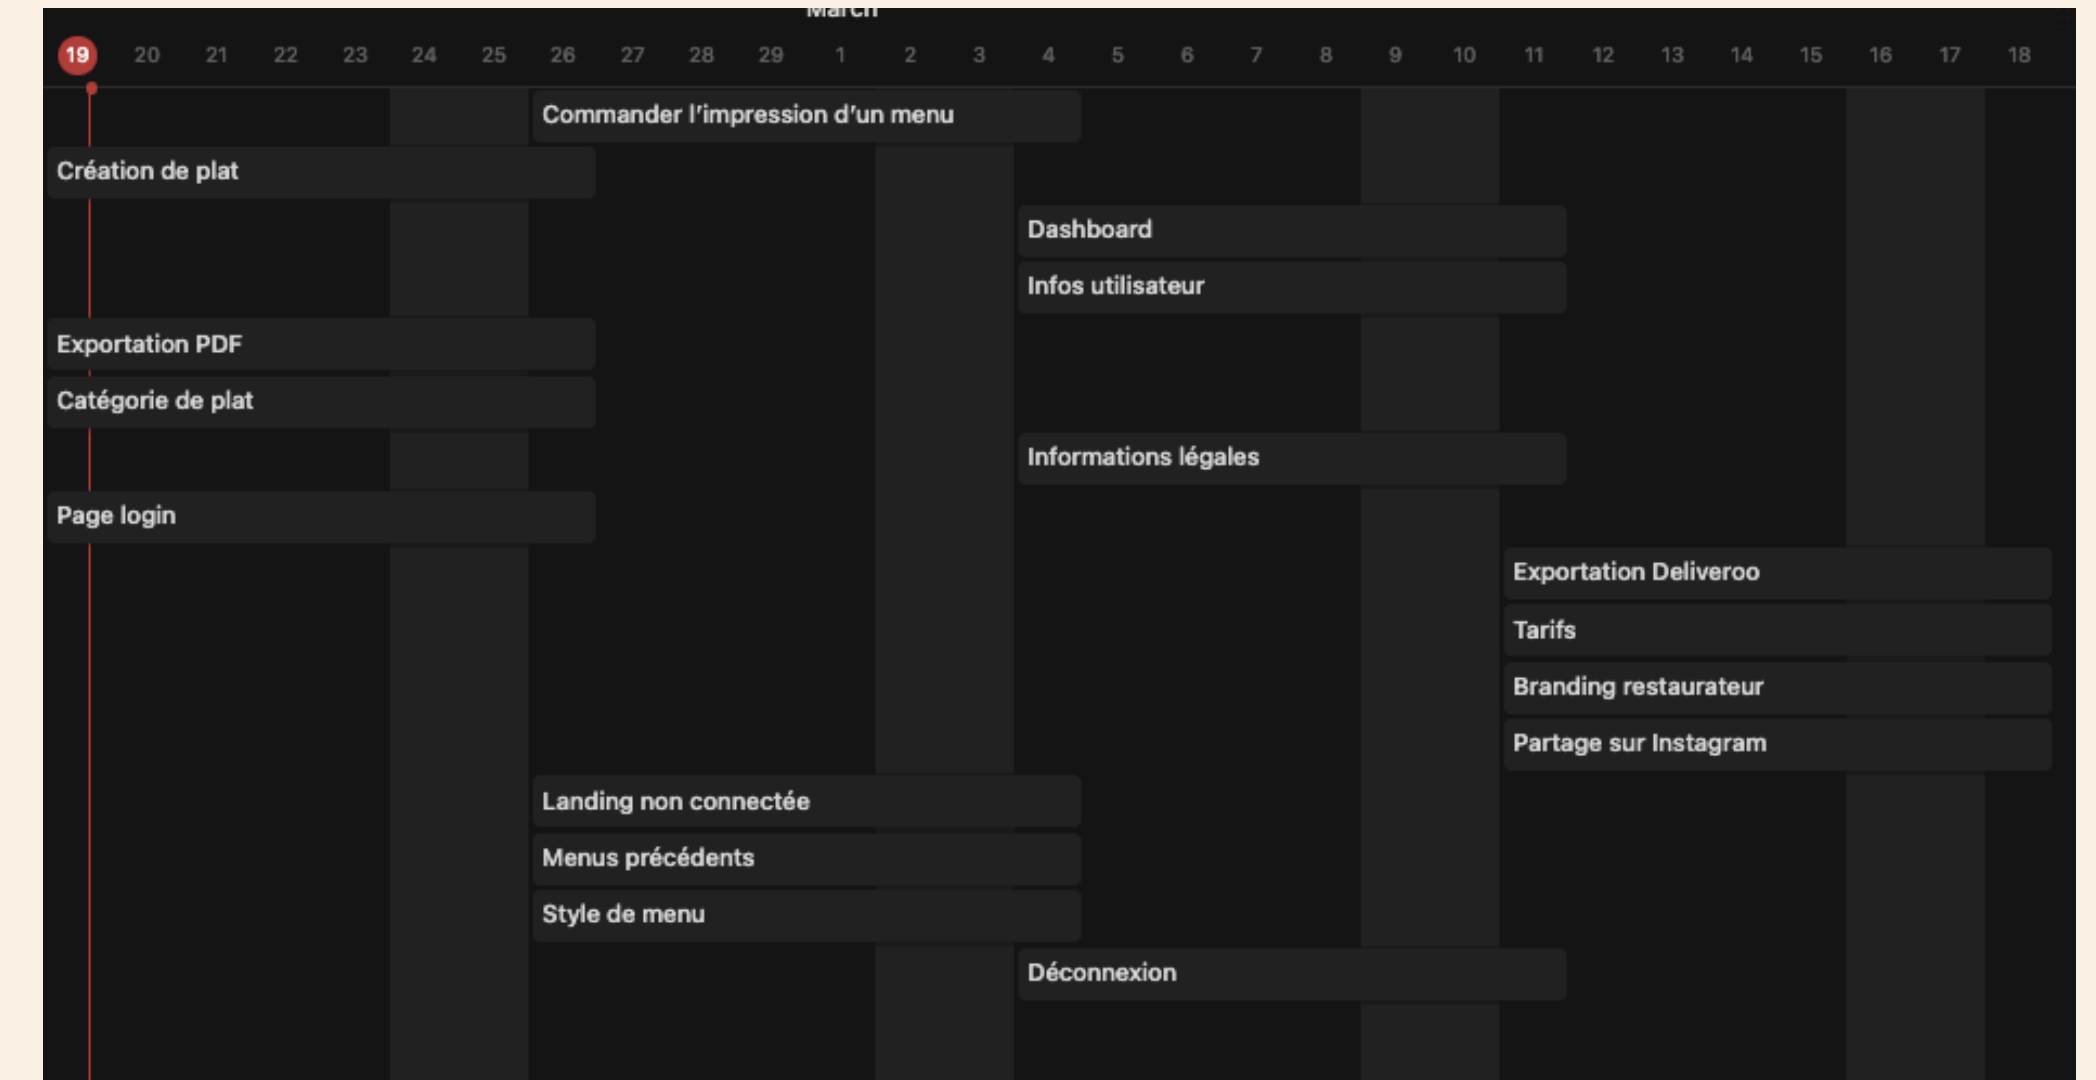 March
19 20 21 22 23 24 25 26 27 28 29 1 2 3 4 5 6 7 8 9 10 11 12 13 14 15 16 17 18
Commander l'impression d'un menu
Création de plat
Dashboard
Infos utilisateur
Exportation PDF
Catégorie de plat
Informations légales
Page login
Exportation Deliveroo
Tarifs
Branding restaurateur
Partage sur Instagram
Landing non connectée
Menus précédents
Style de menu
Déconnexion